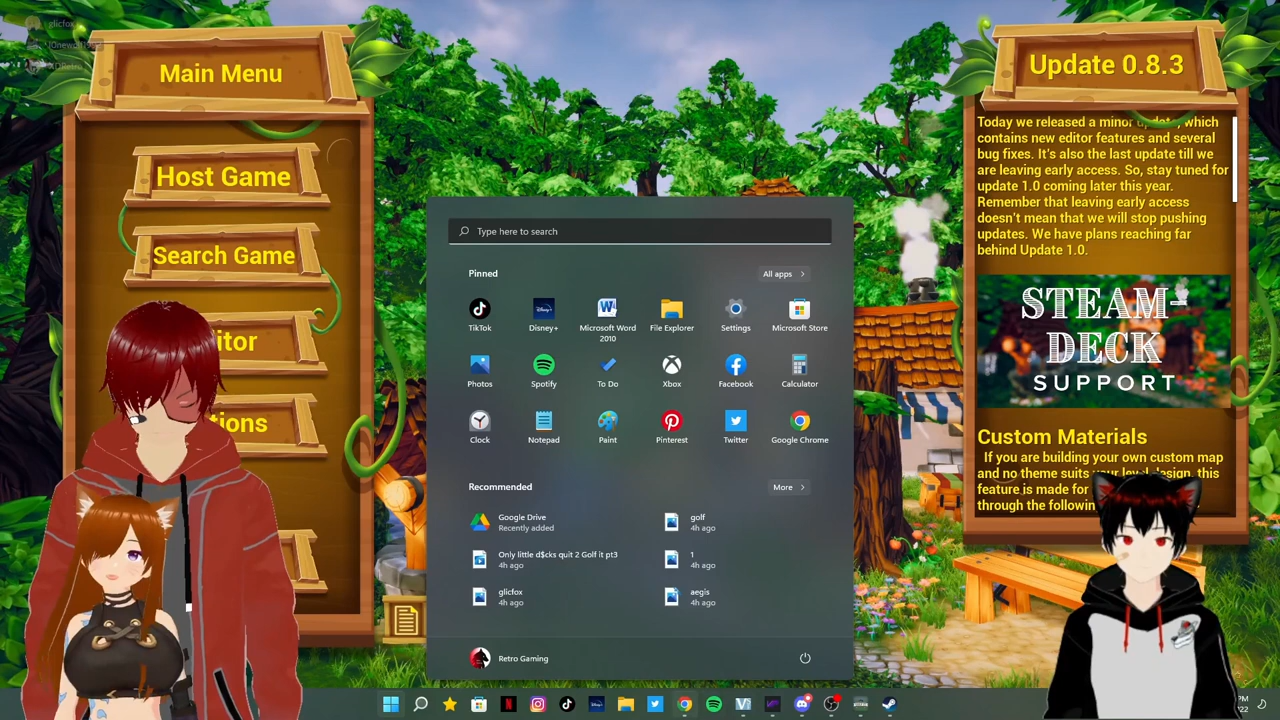 glicfox
Main Menu
Host Game
Search Game
itor
tions
Type here to search
Pinned
All apps
TikTok
Disney+
Microsoft Word
2010
File Explorer
Settings
Microsoft Store
Photos
Spotify
To Do
Xbox
Facebook
Calculator
Clock
Notepad
Paint
Pinterest
Twitter
Google Chrome
Recommended
More
Google Drive
Recently added
golf
4h ago
Only little d$cks quit 2 Golf it pt3
4h ago
1
4h ago
glicfox
4h ago
aegis
4h ago
Retro Gaming
Update 0.8.3
Today we released a minor update, which
contains new editor features and several
bug fixes. It's also the last update till we
are leaving early access. So, stay tuned for
update 1.0 coming later this year.
Remember that leaving early access
doesn't mean that we will stop pushing
updates. We have plans reaching far
behind Update 1.0.
STEAM-
DECK
SUPPORT
Custom Materials
If you are building your own custom map
and no theme suits your level design, this
feature is made for
through the followin
PM
22